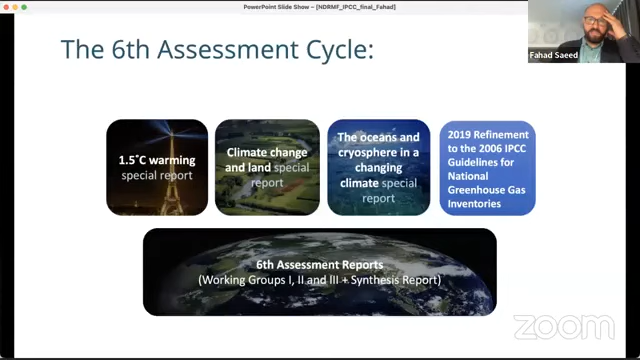 PowerPoint Slide Show – [NDRMF_IPCC_final_Fahad]
Fahad Saeed
The 6th Assessment Cycle:
1.5˚C warming
special report
Climate change
and land special
report
The oceans and
cryosphere in a
changing
climate special
report
2019 Refinement
to the 2006 IPCC
Guidelines for
National
Greenhouse Gas
Inventories
6th Assessment Reports
(Working Groups I, II and III + Synthesis Report)
zoom